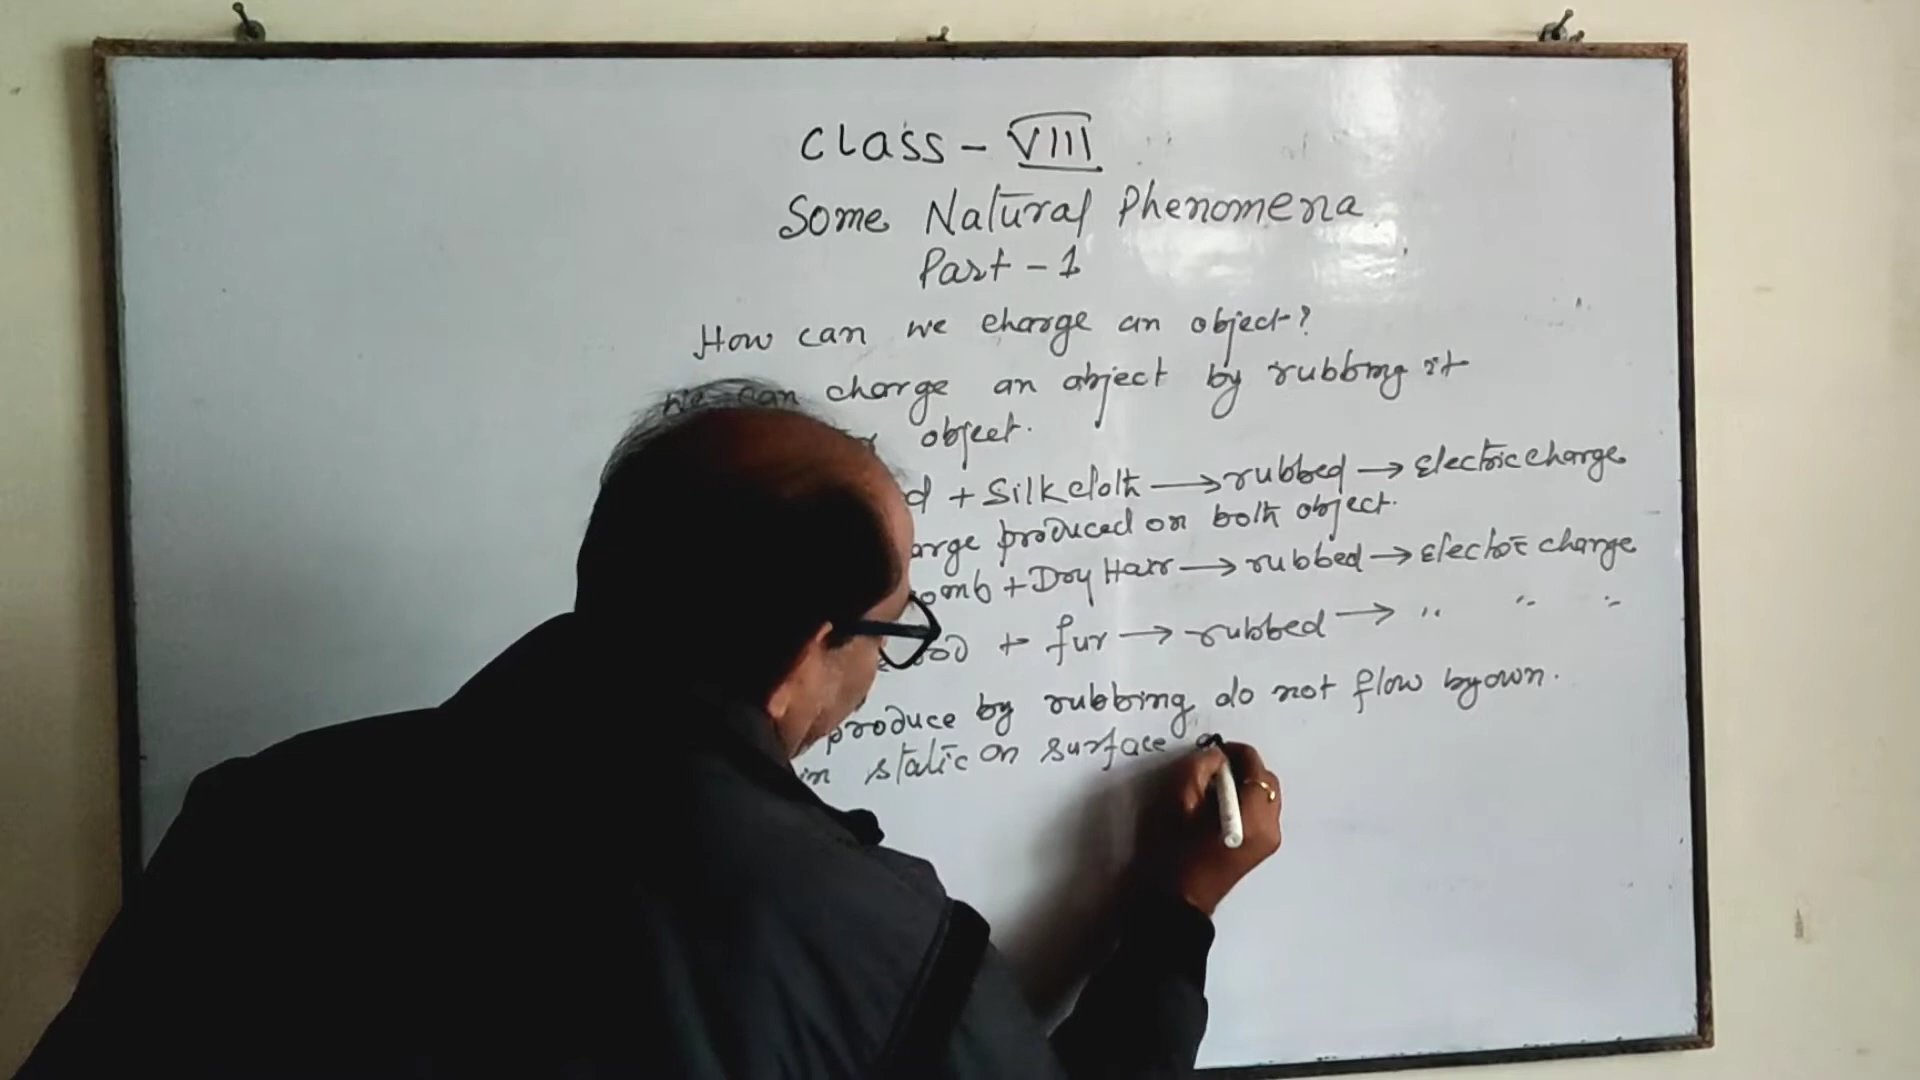 Class - VIII
Some Natural Phenomena
Part - 1
How can we charge an object?
We can charge an object by rubbing it
object.
+ Silk cloth → rubbed → Electric charge
produced on both object.
+ Dry Hair → rubbed → Electric charge
+ fur → rubbed → " " "
produce by rubbing do not flow by own.
static on surface